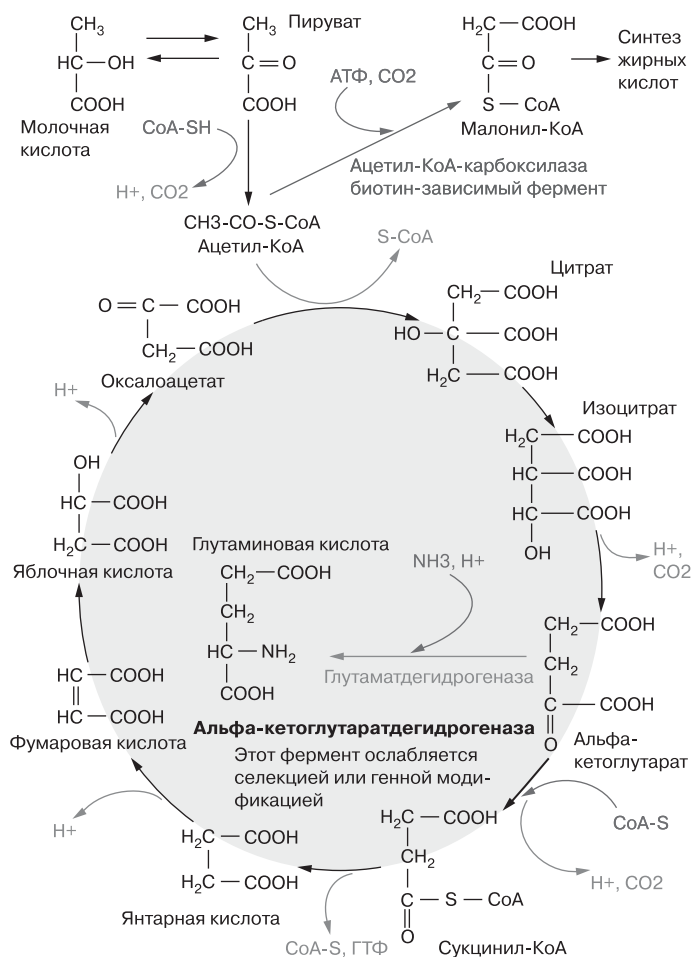 CH3
HC — OH
COOH
Молочная
кислота
CH3
Пируват
C = O
COOH
CoA-SH
H+, CO2
АТФ, CO2
H2C — COOH
C = O
S — CoA
Малонил-КоА
Синтез
жирных
кислот
Ацетил-КоА-карбоксилаза
биотин-зависимый фермент
CH3-CO-S-CoA
Ацетил-КоА
S-CoA
Цитрат
CH2 — COOH
HO — C — COOH
H2C — COOH
Изоцитрат
H2C — COOH
HC — COOH
HC — COOH
OH
H+,
CO2
O = C — COOH
CH2 — COOH
Оксалоацетат
H+
OH
HC — COOH
H2C — COOH
Яблочная кислота
Глутаминовая кислота
CH2 — COOH
CH2
HC — NH2
COOH
NH3, H+
Глутаматдегидрогеназа
CH2 — COOH
CH2
C — COOH
O
Альфа-
кетоглутарат
HC — COOH
HC — COOH
Фумаровая кислота
Альфа-кетоглутаратдегидрогеназа
Этот фермент ослабляется
селекцией или генной моди-
фикацией
CoA-S
H+, CO2
H+
H2C — COOH
CH2
C — S — CoA
O
Сукцинил-КоА
H2C — COOH
CH2 — COOH
Янтарная кислота
CoA-S, ГТФ